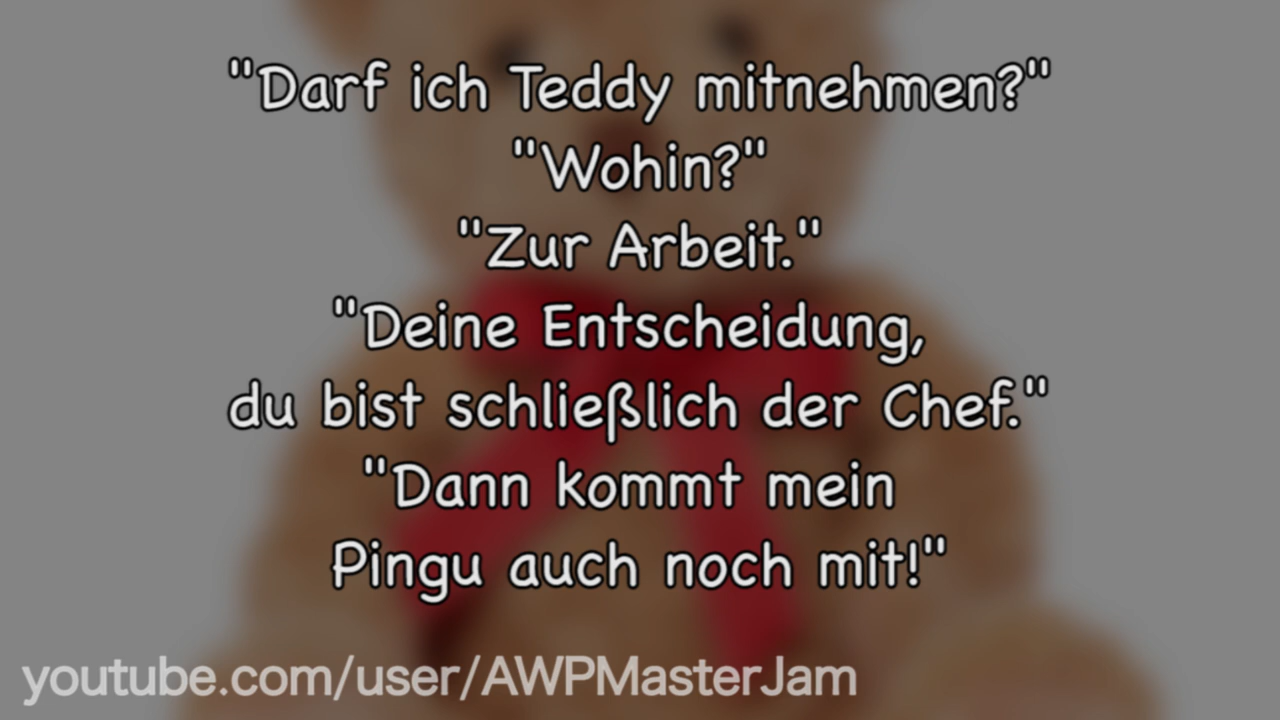 "Darf ich Teddy mitnehmen?"
"Wohin?"
"Zur Arbeit."
"Deine Entscheidung,
du bist schließlich der Chef."
"Dann kommt mein
Pingu auch noch mit!"
youtube.com/user/AWPMasterJam